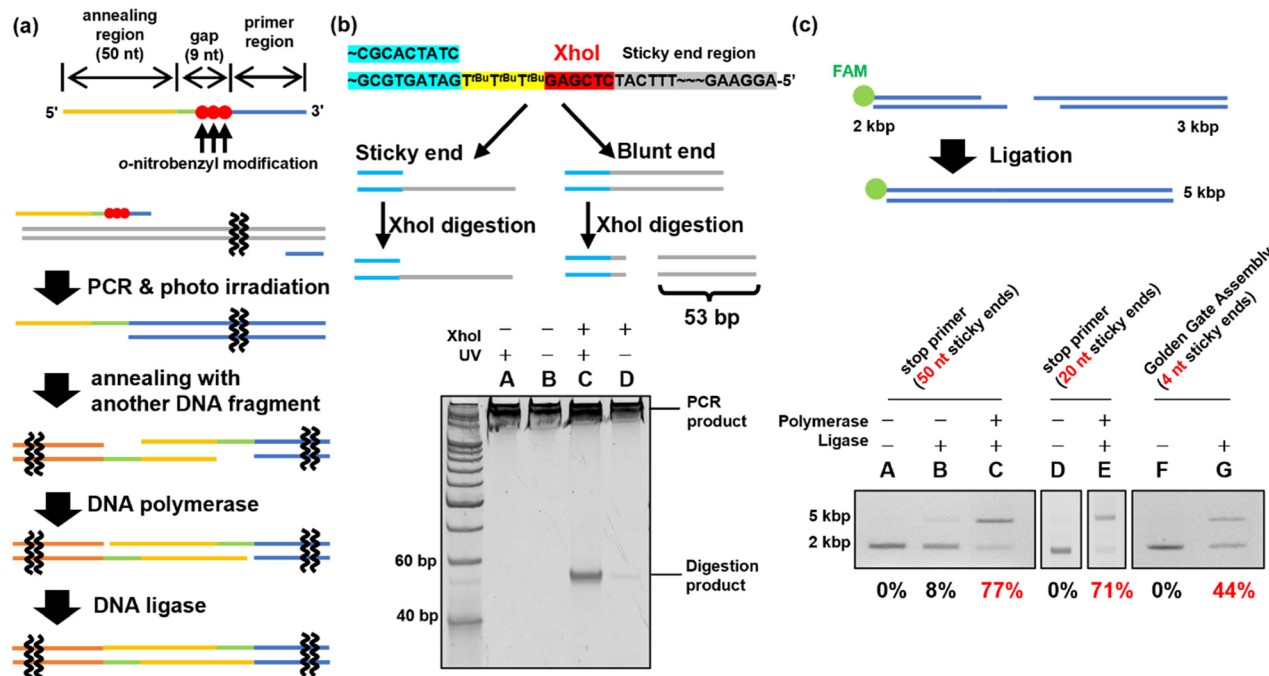 (a)
annealing
region
(50 nt)
gap
(9 nt)
primer
region
5'
3'
o-nitrobenzyl modification
PCR & photo irradiation
annealing with
another DNA fragment
DNA polymerase
DNA ligase
(b)
~CGCACTATC
XhoI
Sticky end region
~GCGTGATAGTtBuTtBuTtBuGAGCTCTACTTT~~~GAAGGA-5'
Sticky end
Blunt end
XhoI digestion
XhoI digestion
53 bp
XhoI − − + +
UV + − + −
A B C D
PCR
product
60 bp
Digestion
product
40 bp
(c)
FAM
2 kbp
3 kbp
Ligation
5 kbp
stop primer
(50 nt sticky ends)
stop primer
(20 nt sticky ends)
Golden Gate Assembly
(4 nt sticky ends)
Polymerase − − + − +
Ligase − + + − + − +
A B C D E F G
5 kbp
2 kbp
0% 8% 77% 0% 71% 0% 44%